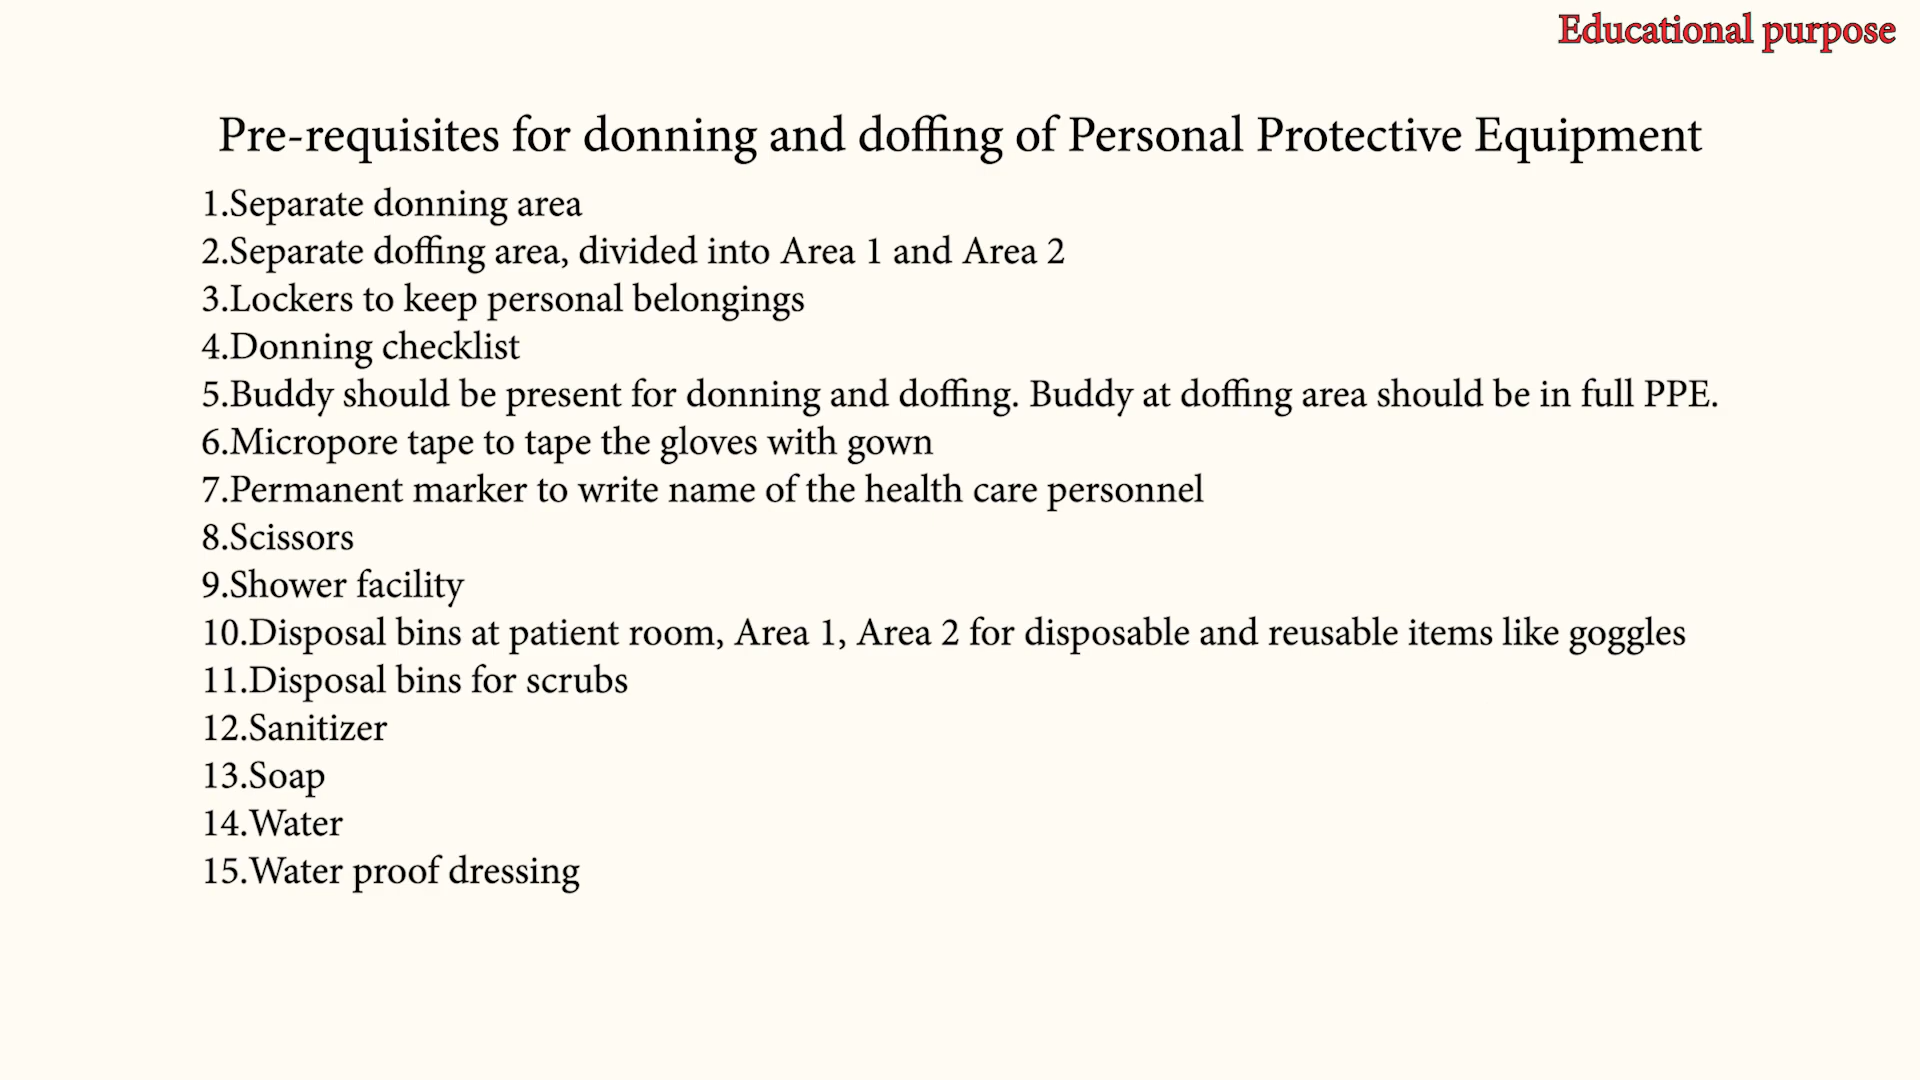 Educational purpose
Pre-requisites for donning and doffing of Personal Protective Equipment
1.Separate donning area
2.Separate doffing area, divided into Area 1 and Area 2
3.Lockers to keep personal belongings
4.Donning checklist
5.Buddy should be present for donning and doffing. Buddy at doffing area should be in full PPE.
6.Micropore tape to tape the gloves with gown
7.Permanent marker to write name of the health care personnel
8.Scissors
9.Shower facility
10.Disposal bins at patient room, Area 1, Area 2 for disposable and reusable items like goggles
11.Disposal bins for scrubs
12.Sanitizer
13.Soap
14.Water
15.Water proof dressing